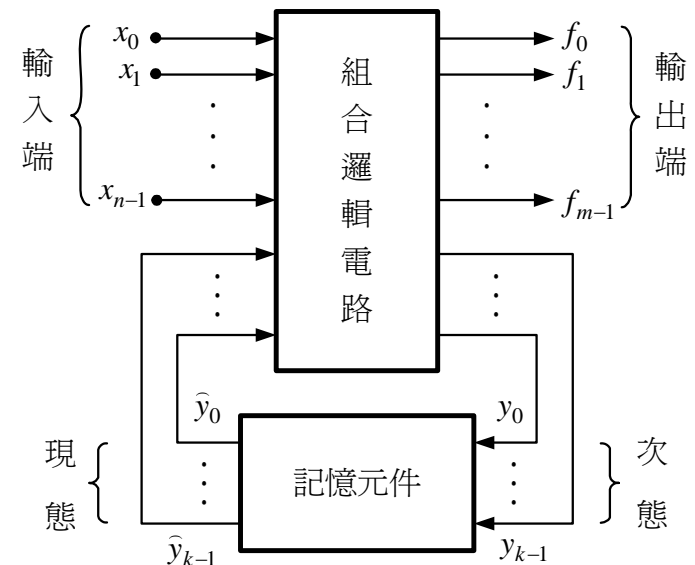 輸入端
x₀
x₁
xₙ₋₁
組合邏輯電路
f₀
f₁
fₘ₋₁
輸出端
現態
ŷ₀
ŷₖ₋₁
記憶元件
y₀
yₖ₋₁
次態